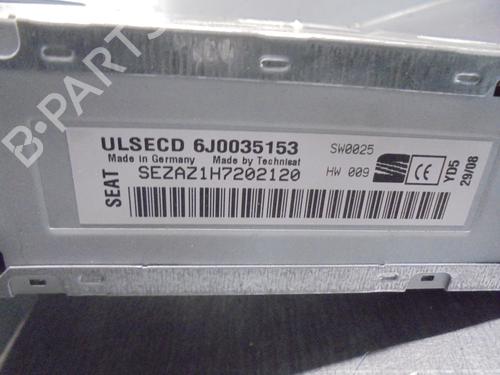 B-PARTS
ULSECD 6J0035153
SW0025
Made in Germany Made by Technisat
SEAT
SEZAZ1H7202120
HW 009
CE
YD5
29/08